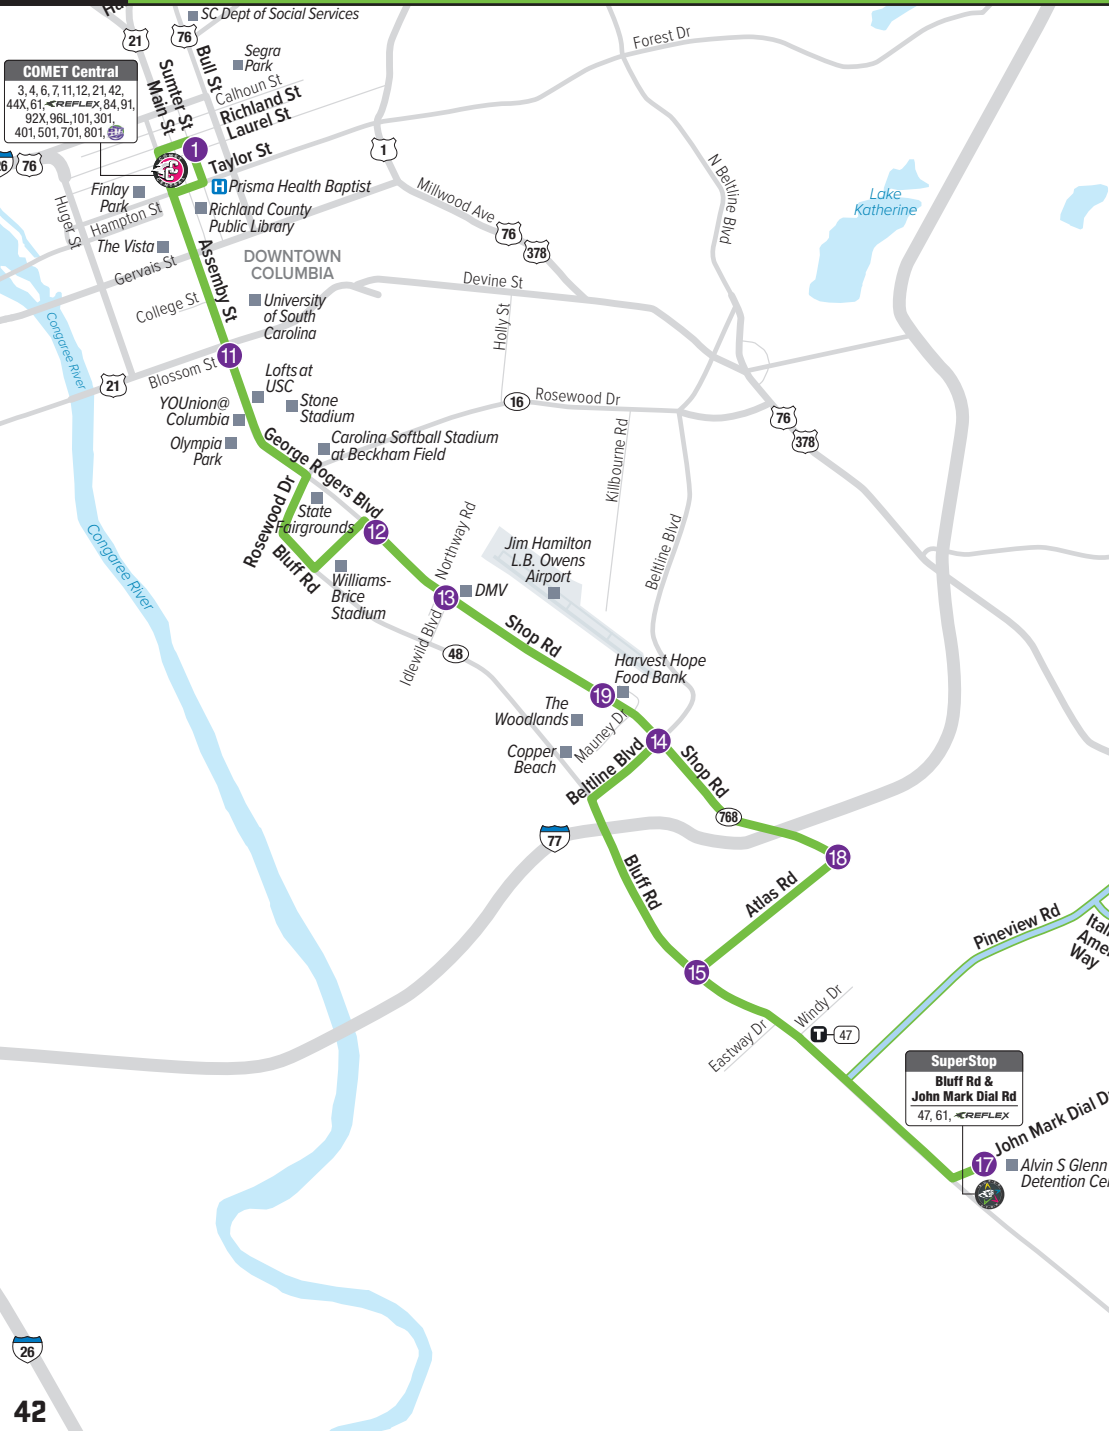 SC Dept of Social Services
21
76
Bull St
Segra
Park
Sumter St
Main St
Calhoun St
Richland St
Laurel St
Taylor St
Forest Dr
COMET Central
3, 4, 6, 7, 11, 12, 21, 42,
44X, 61, REFLEX, 84, 91,
92X, 96L, 101, 301,
401, 501, 701, 801,
76
1
1
Prisma Health Baptist
H
Finlay
Park
Richland County
Public Library
Hampton St
Huger St
The Vista
Gervais St
Assemby St
DOWNTOWN
COLUMBIA
Millwood Ave
76
378
N Beltline Blvd
Lake
Katherine
Devine St
College St
University
of South
Carolina
Holly St
Congaree River
11
Blossom St
21
Lofts at
USC
YOUnion@
Columbia
Stone
Stadium
Olympia
Park
16
Rosewood Dr
76
378
Carolina Softball Stadium
at Beckham Field
George Rogers Blvd
Killbourne Rd
Rosewood Dr
State
Fairgrounds
12
Bluff Rd
Williams-
Brice
Stadium
Northway Rd
Jim Hamilton
L.B. Owens
Airport
Beltline Blvd
Congaree River
13
DMV
Idlewild Blvd
48
Shop Rd
Harvest Hope
Food Bank
19
The
Woodlands
Mauney Dr
Copper
Beach
14
Beltline Blvd
Shop Rd
768
77
18
Bluff Rd
Atlas Rd
15
Pineview Rd
Way
Windy Dr
Eastway Dr
T
47
SuperStop
Bluff Rd &
John Mark Dial Rd
47, 61, REFLEX
John Mark Dial D
17
Alvin S Glenn
Detention Ce
26
42